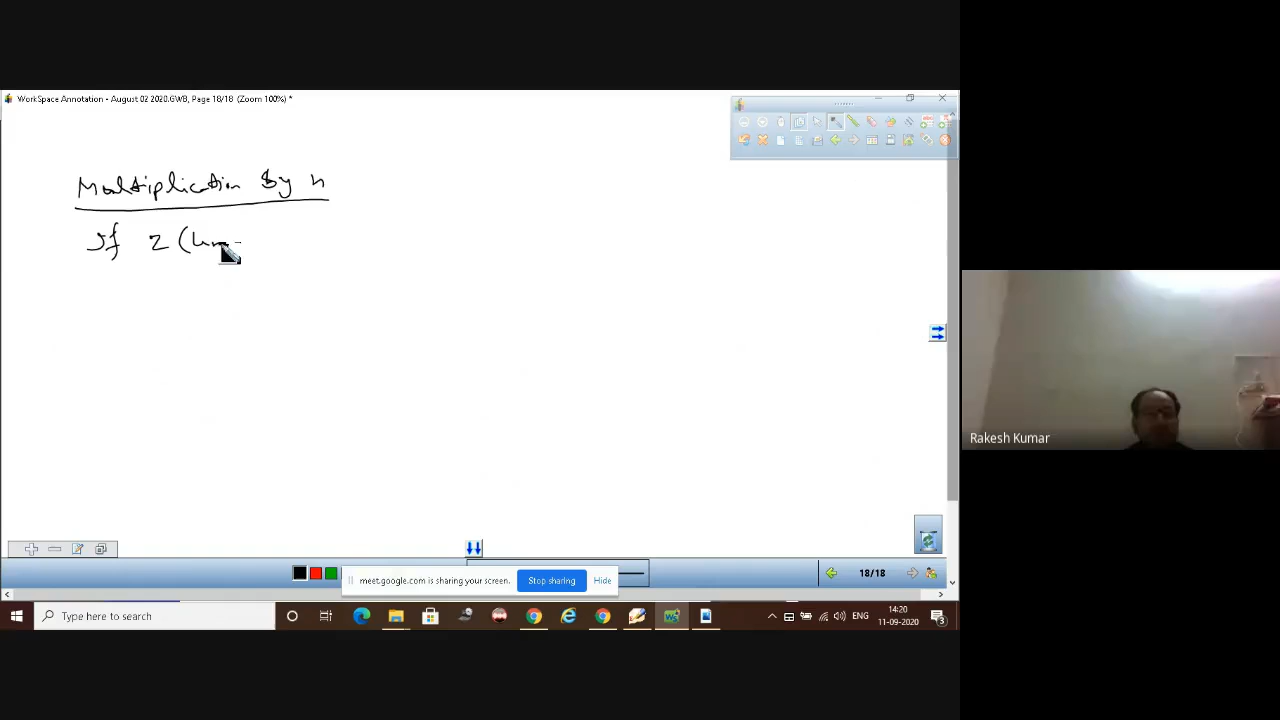 WorkSpace Annotation - August 02 2020.GWB, Page 18/18 (Zoom 100%) *
Multiplication by n
If Z (un
Rakesh Kumar
18/18
meet.google.com is sharing your screen. Stop sharing Hide
Type here to search
ENG
14:20
11-09-2020
3